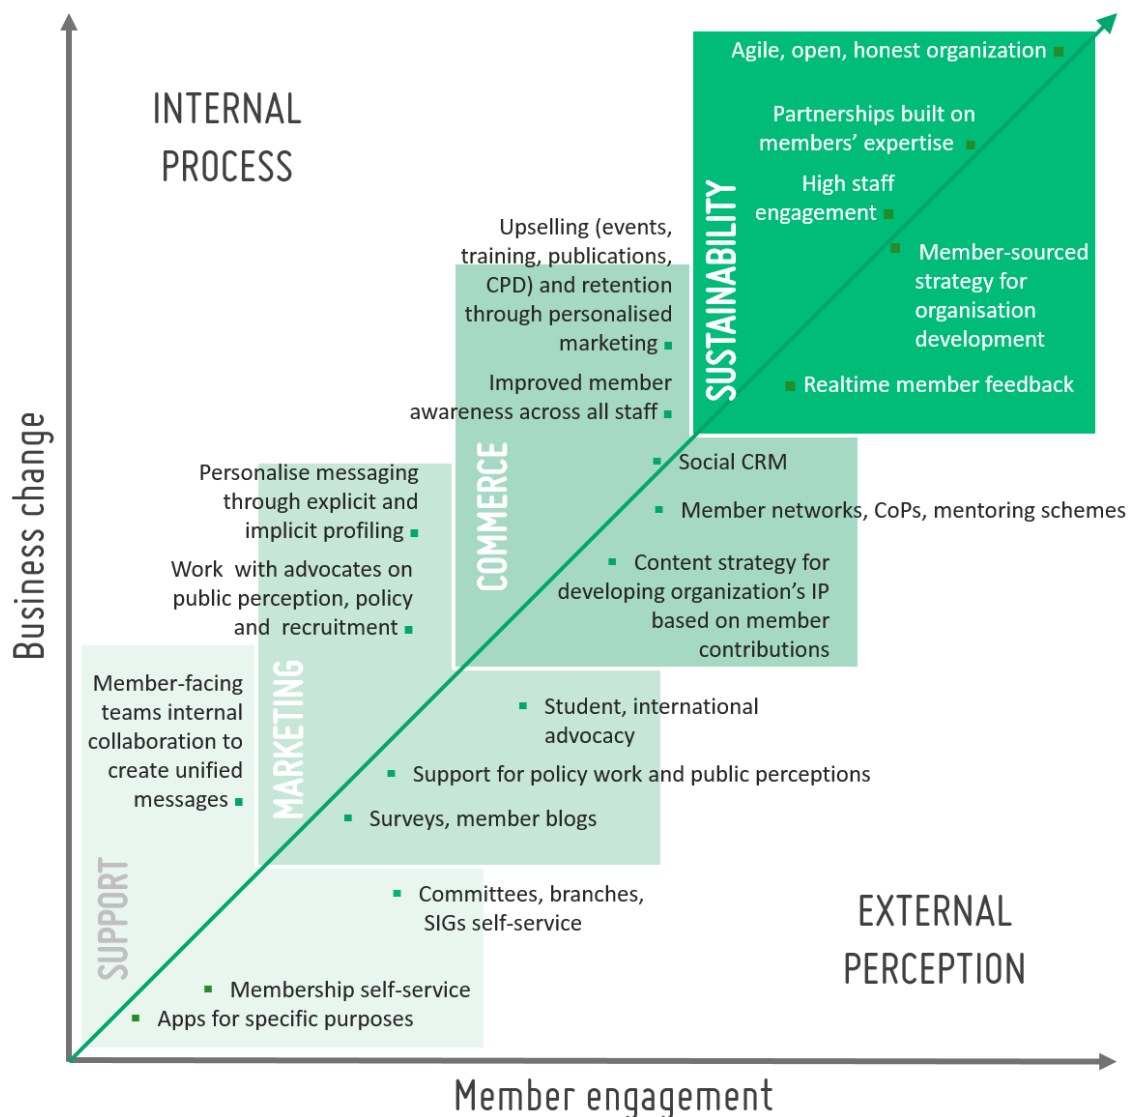 INTERNAL
PROCESS
Agile, open, honest organization
Partnerships built on
members’ expertise
High staff
engagement
Member-sourced
strategy for
organisation
development
Realtime member feedback
SUSTAINABILITY
Upselling (events,
training, publications,
CPD) and retention
through personalised
marketing
Improved member
awareness across all staff
COMMERCE
Social CRM
Member networks, CoPs, mentoring schemes
Content strategy for
developing organization’s IP
based on member
contributions
Personalise messaging
through explicit and
implicit profiling
Work with advocates on
public perception, policy
and recruitment
MARKETING
Student, international
advocacy
Support for policy work and public perceptions
Surveys, member blogs
Member-facing
teams internal
collaboration to
create unified
messages
SUPPORT
Committees, branches,
SIGs self-service
Membership self-service
Apps for specific purposes
EXTERNAL
PERCEPTION
Business change
Member engagement